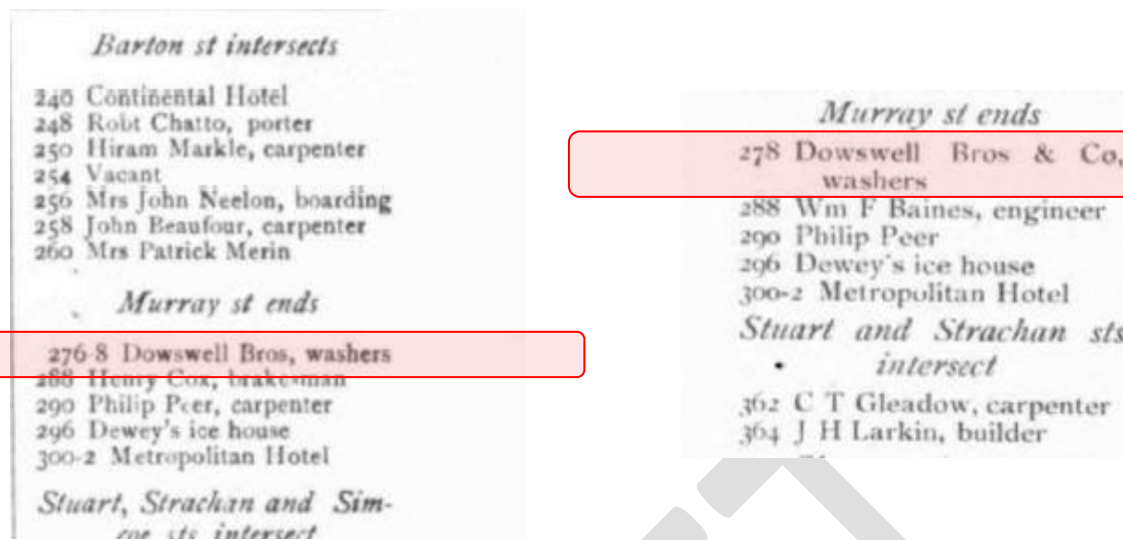 Barton st intersects
240 Continental Hotel
248 Robt Chatto, porter
250 Hiram Markle, carpenter
254 Vacant
256 Mrs John Neelon, boarding
258 John Beaufour, carpenter
260 Mrs Patrick Merin
Murray st ends
276-8 Dowswell Bros, washers
288 Henry Cox, brakesman
290 Philip Peer, carpenter
296 Dewey's ice house
300-2 Metropolitan Hotel
Stuart, Strachan and Sim-
coe sts intersect
Murray st ends
278 Dowswell Bros & Co,
washers
288 Wm F Baines, engineer
290 Philip Peer
296 Dewey's ice house
300-2 Metropolitan Hotel
Stuart and Strachan sts
intersect
362 C T Gleadow, carpenter
364 J H Larkin, builder